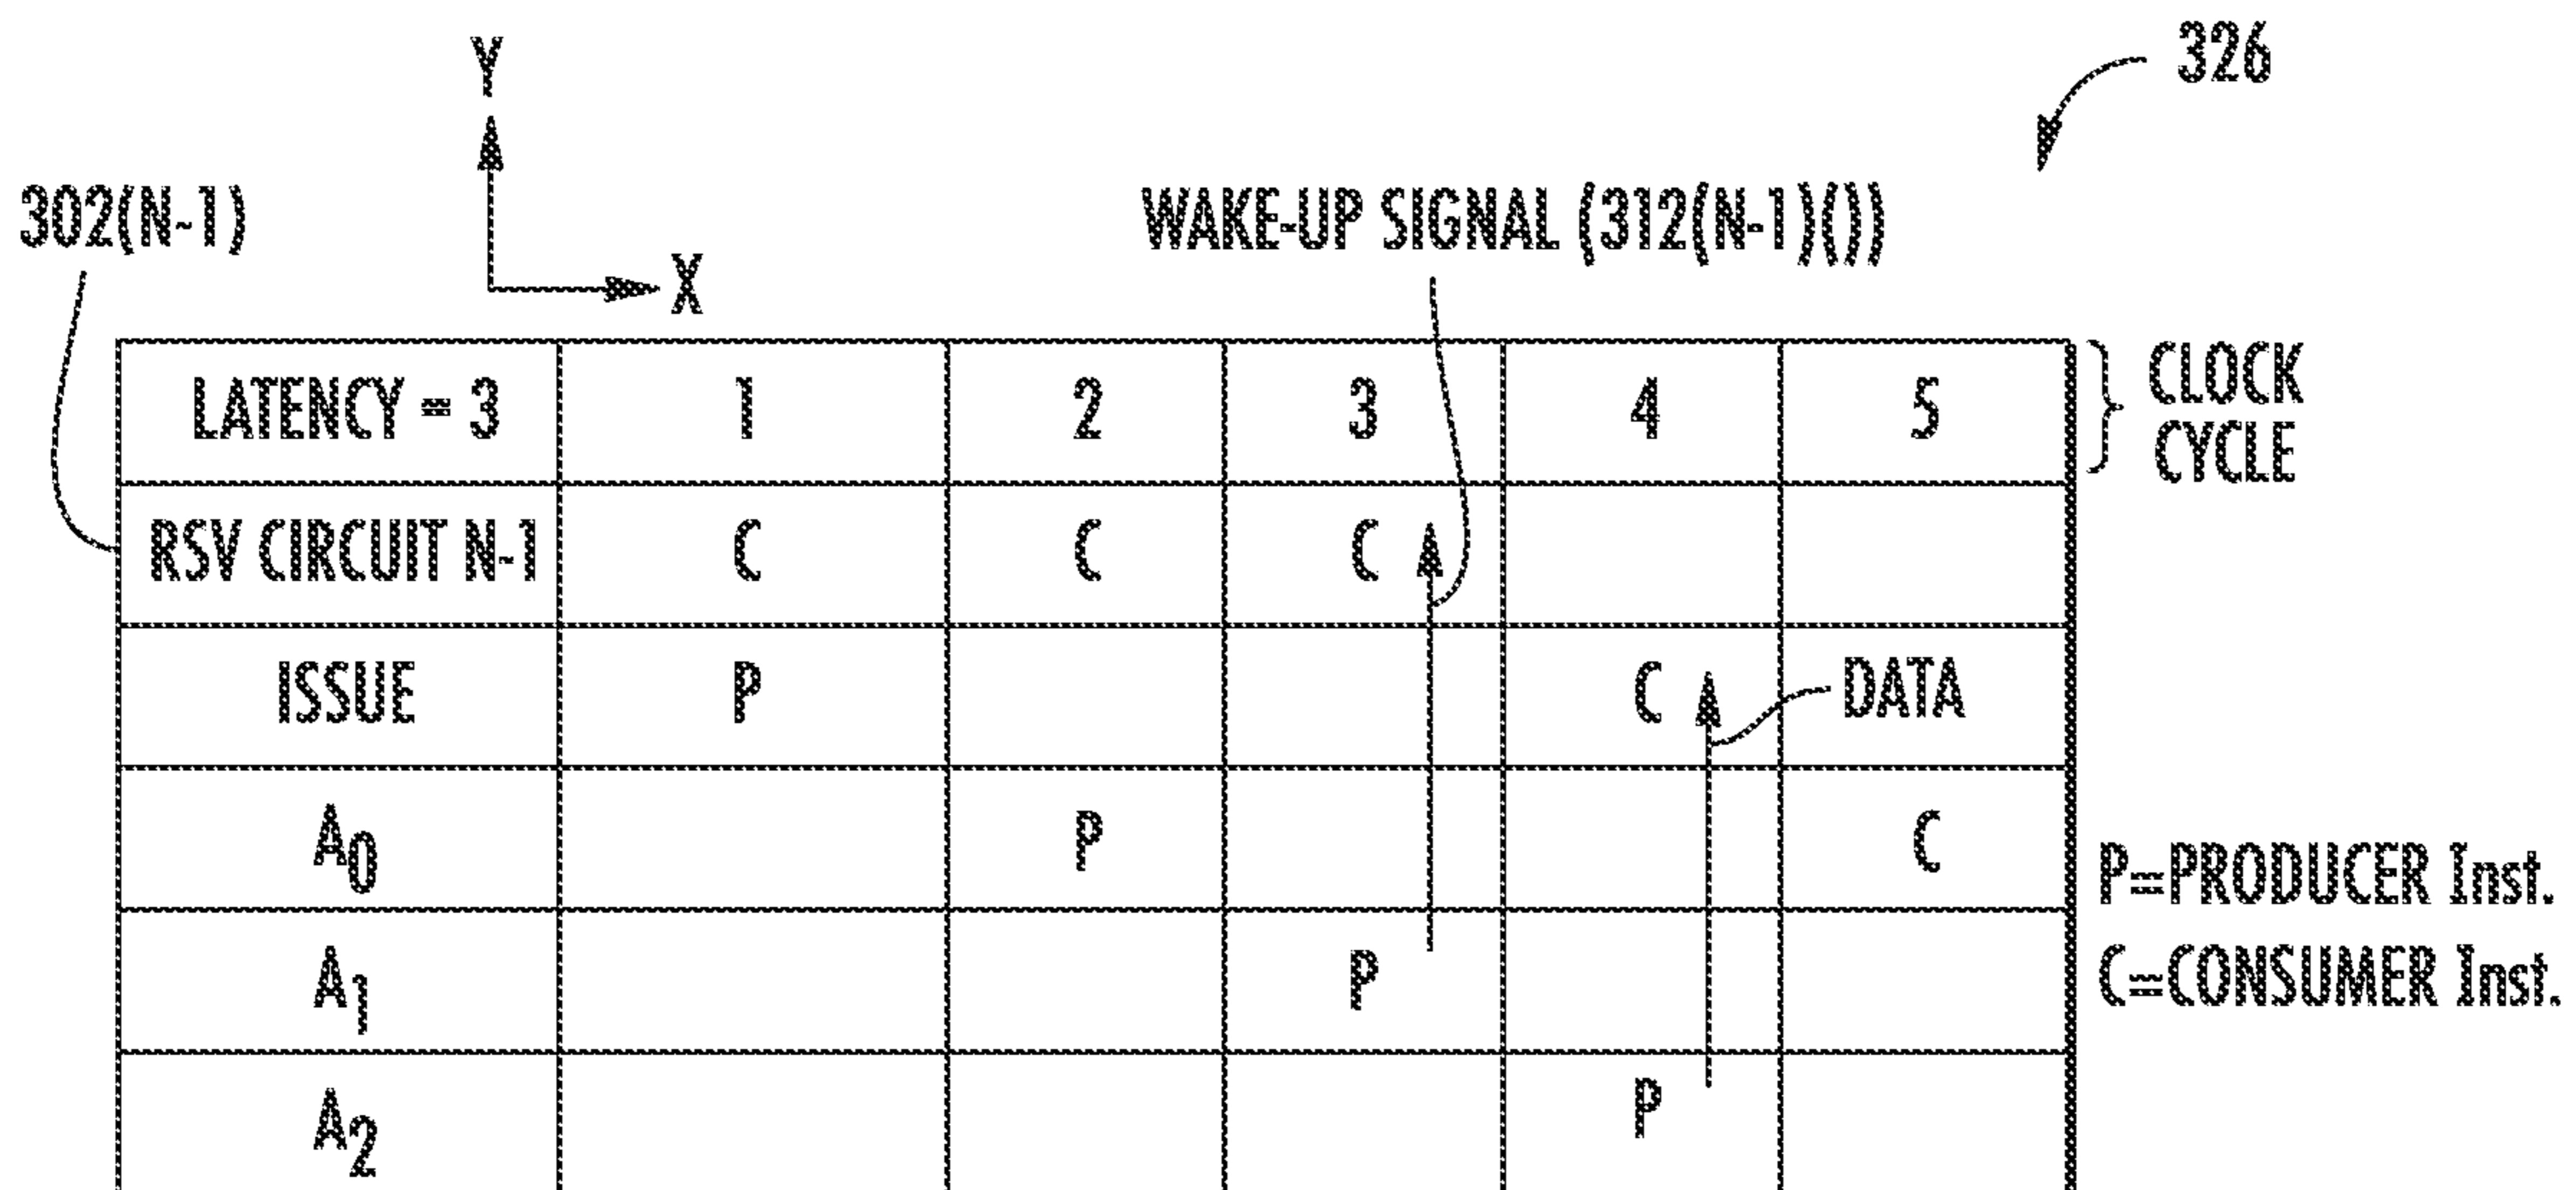 326
Y
302(N-1)
WAKE-UP SIGNAL (312(N-1)())
X
LATENCY = 3 1 2 3 4 5
CLOCK
CYCLE
RSV CIRCUIT N-1 C C C
ISSUE P C DATA
A0 P C
P=PRODUCER Inst.
A1 P
C=CONSUMER Inst.
A2 P